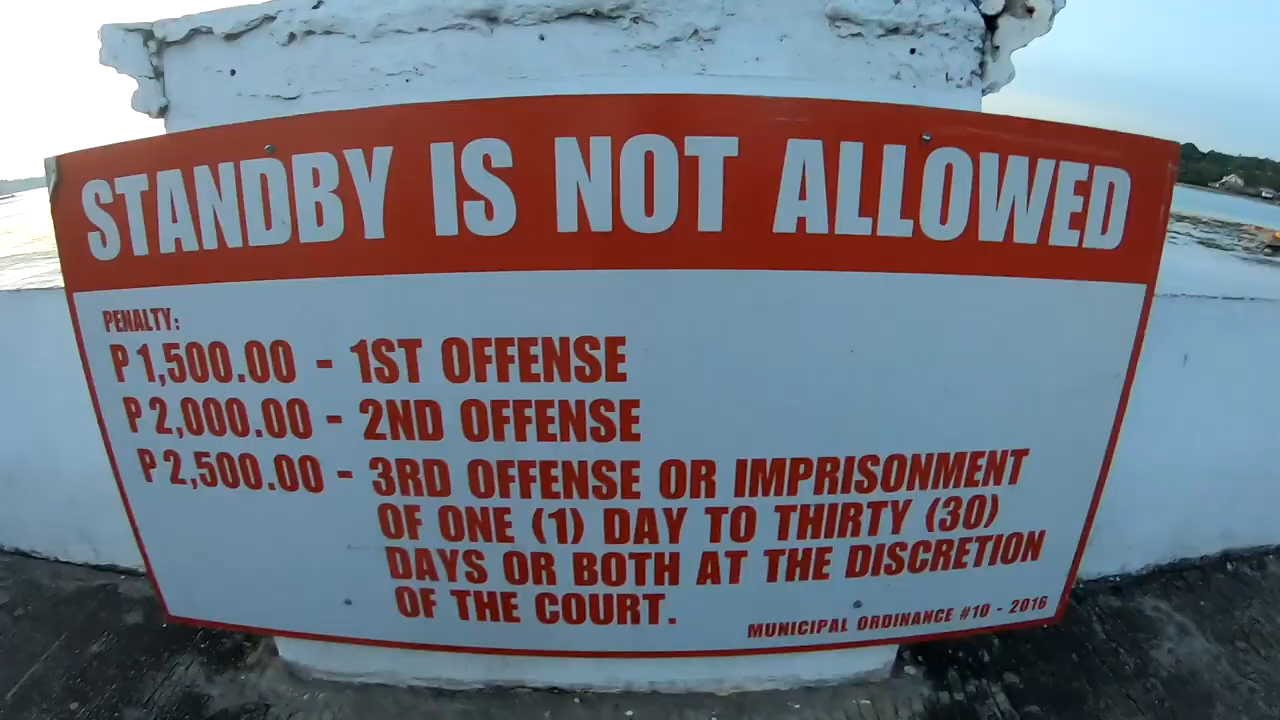 STANDBY IS NOT ALLOWED
PENALTY:
P 1,500.00 - 1ST OFFENSE
P 2,000.00 - 2ND OFFENSE
P 2,500.00 - 3RD OFFENSE OR IMPRISONMENT
OF ONE (1) DAY TO THIRTY (30)
DAYS OR BOTH AT THE DISCRETION
OF THE COURT.
MUNICIPAL ORDINANCE #10 - 2016